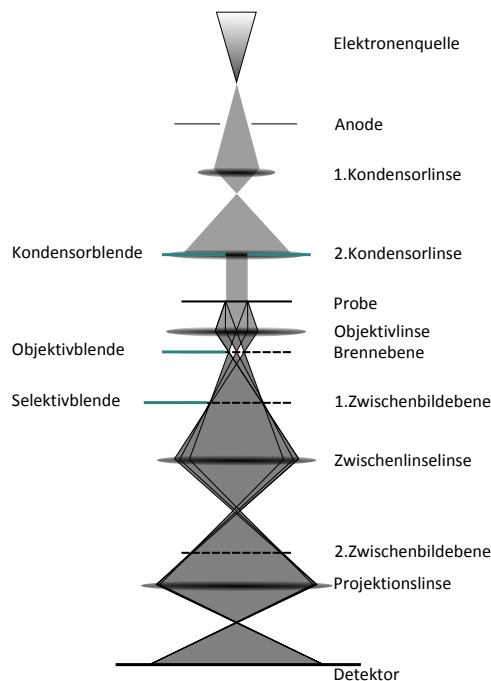 Elektronenquelle
Anode
1.Kondensorlinse
Kondensorblende
2.Kondensorlinse
Probe
Objektivlinse
Objektivblende
Brennebene
Selektivblende
1.Zwischenbildebene
Zwischenlinselinse
2.Zwischenbildebene
Projektionslinse
Detektor